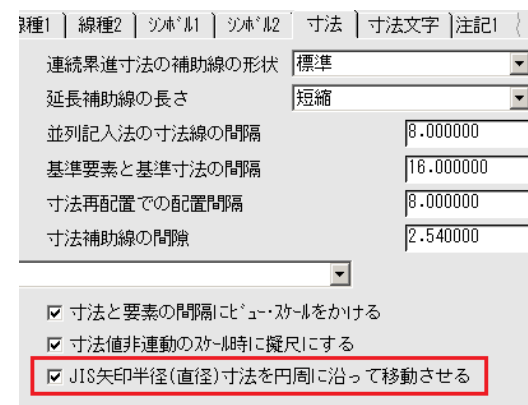 線種1 線種2 ｼﾝﾎﾞﾙ1 ｼﾝﾎﾞﾙ2 寸法 寸法文字 注記1
連続累進寸法の補助線の形状 標準
延長補助線の長さ 短縮
並列記入法の寸法線の間隔 8.000000
基準要素と基準寸法の間隔 16.000000
寸法再配置での配置間隔 8.000000
寸法補助線の間隙 2.540000
寸法と要素の間隔にﾋﾞｭｰ･ｽｹｰﾙをかける
寸法値非連動のｽｹｰﾙ時に擬尺にする
JIS矢印半径(直径)寸法を円周に沿って移動させる